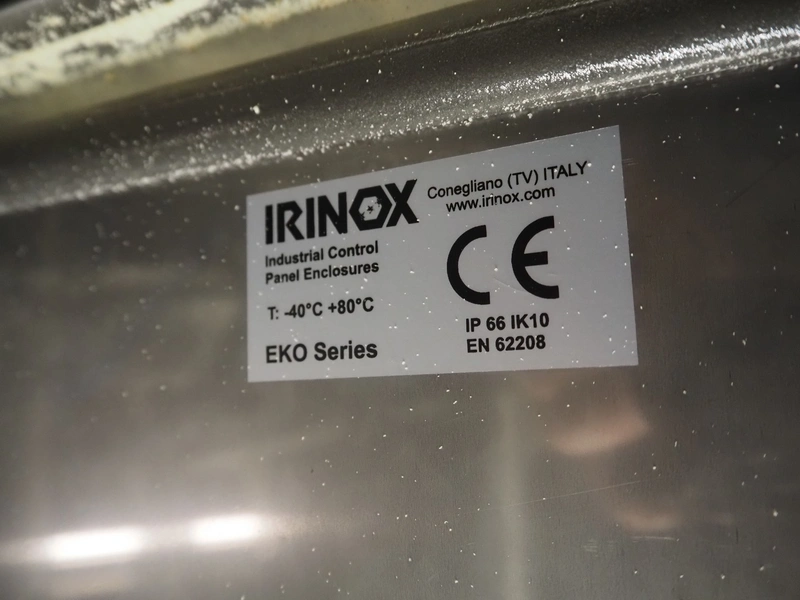 IRINOX
Conegliano (TV) ITALY
www.irinox.com
Industrial Control
Panel Enclosures
CE
T: -40°C +80°C
IP 66 IK10
EKO Series
EN 62208